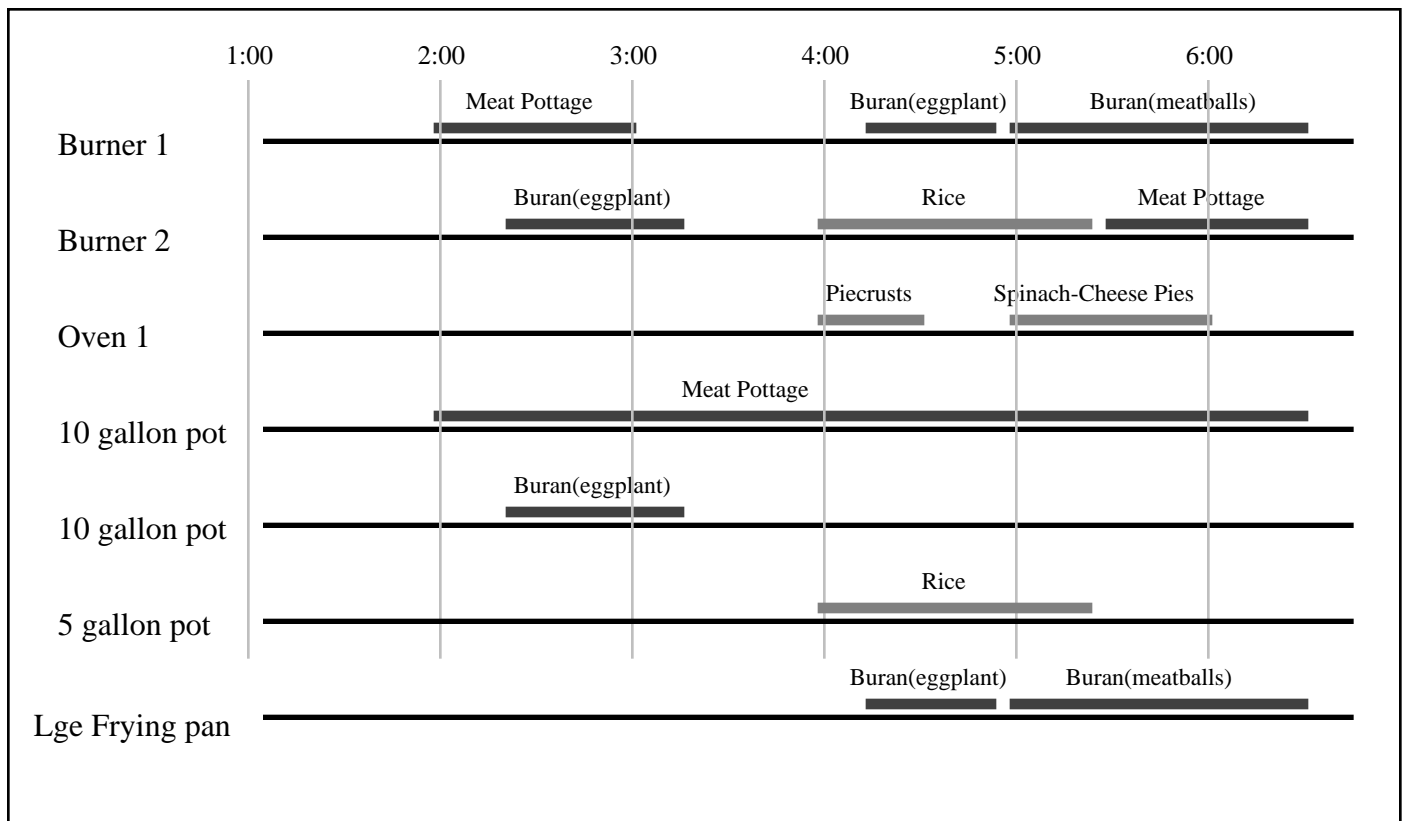 1:00 2:00 3:00 4:00 5:00 6:00
Meat Pottage Buran(eggplant) Buran(meatballs)
Burner 1
Buran(eggplant) Rice Meat Pottage
Burner 2
Piecrusts Spinach-Cheese Pies
Oven 1
Meat Pottage
10 gallon pot
Buran(eggplant)
10 gallon pot
Rice
5 gallon pot
Buran(eggplant) Buran(meatballs)
Lge Frying pan